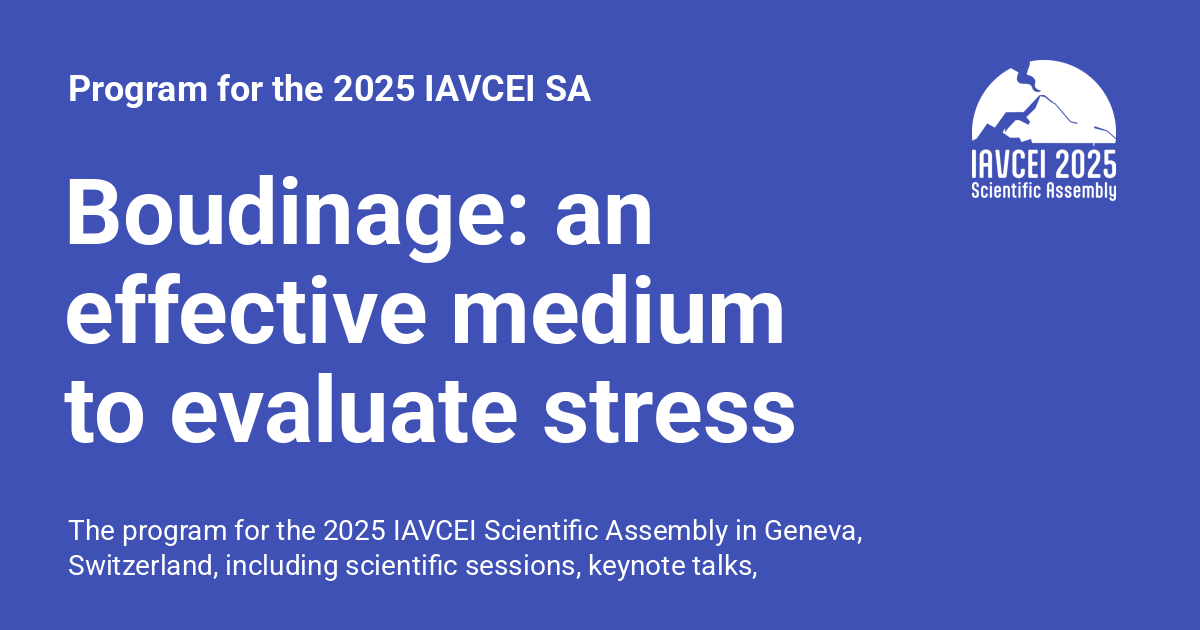 Program for the 2025 IAVCEI SA
IAVCEI 2025
Scientific Assembly
Boudinage: an
effective medium
to evaluate stress
The program for the 2025 IAVCEI Scientific Assembly in Geneva,
Switzerland, including scientific sessions, keynote talks,